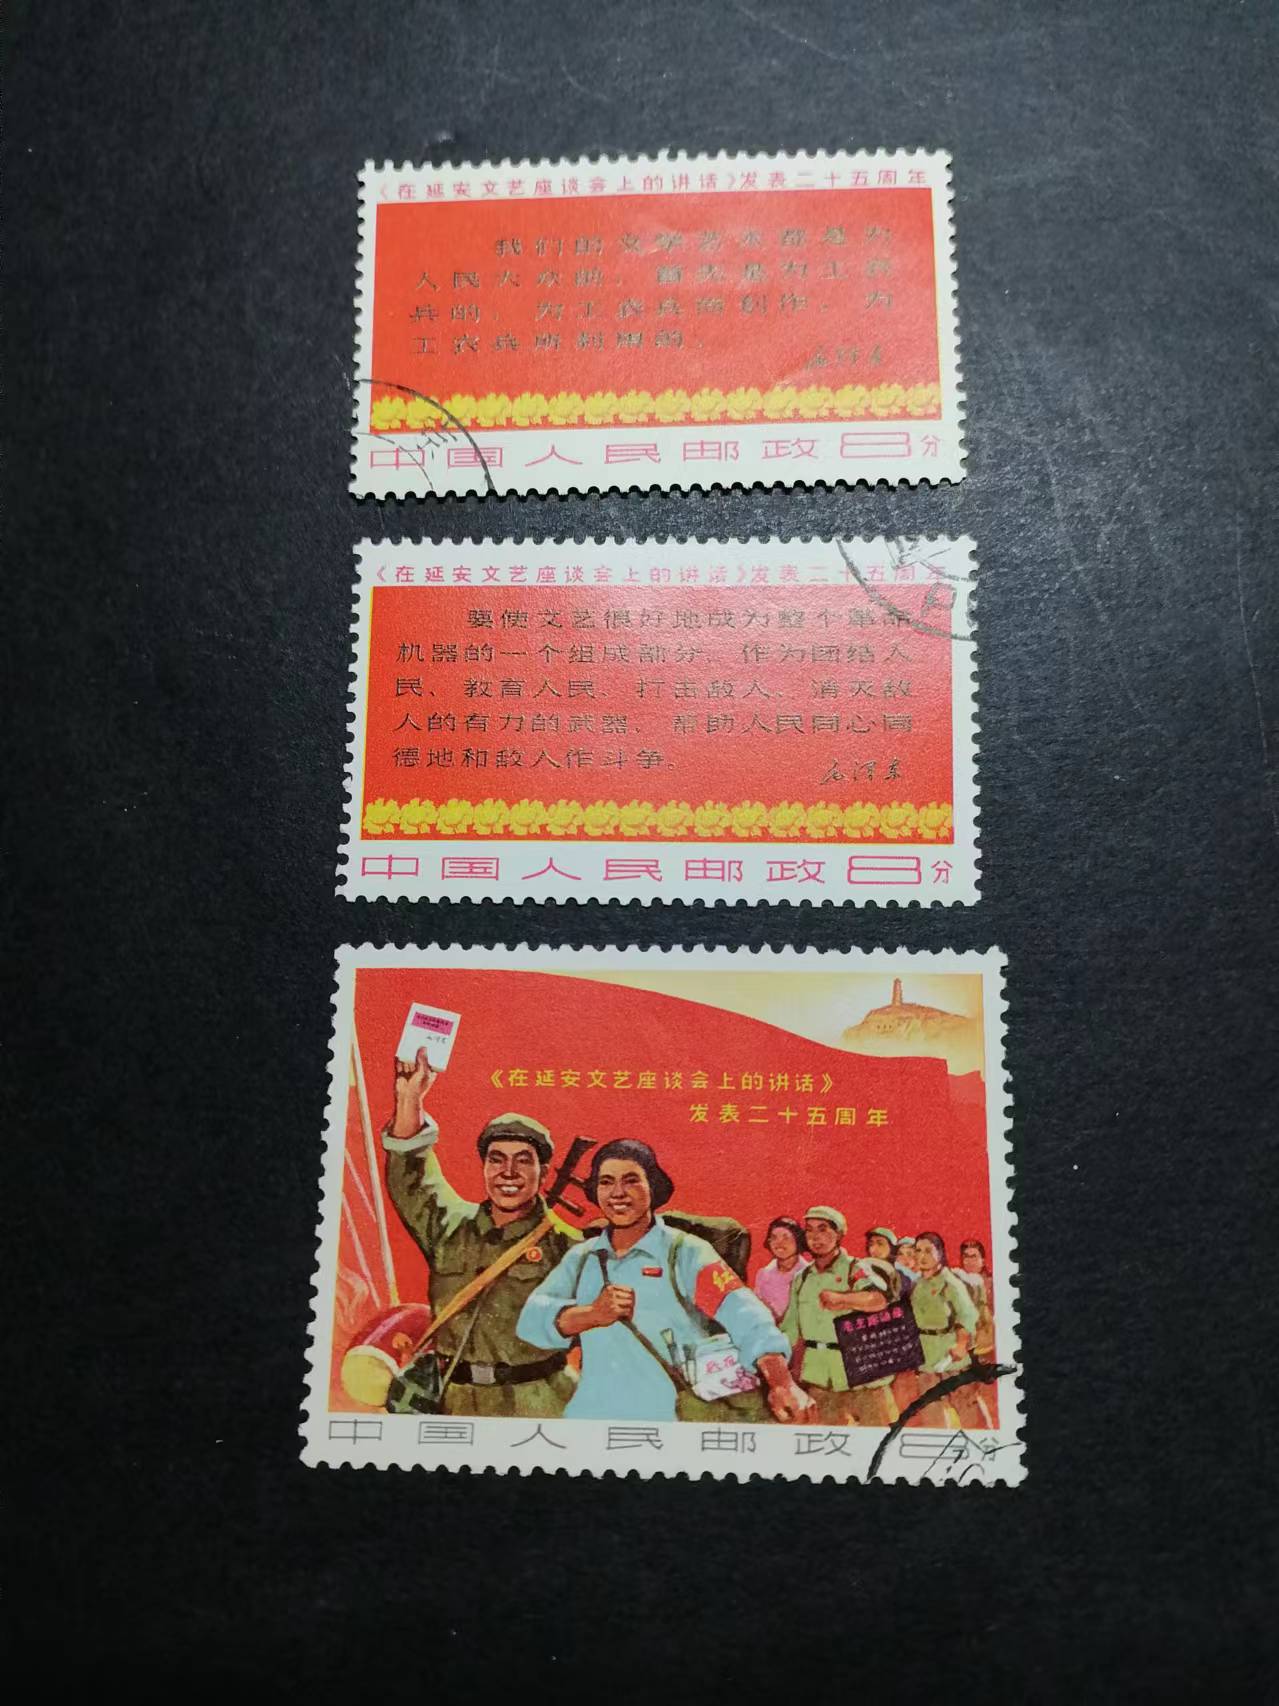 《在延安文艺座谈会上的讲话》发表二十五周年
我们的文学艺术都是为
人民大众的，首先是为工农
兵的，为工农兵而创作，为
工农兵所利用的。
毛泽东
中国人民邮政 8分
《在延安文艺座谈会上的讲话》发表二十五周年
要使文艺很好地成为整个革命
机器的一个组成部分，作为团结人
民、教育人民、打击敌人、消灭敌
人的有力的武器，帮助人民同心同
德地和敌人作斗争。
毛泽东
中国人民邮政 8分
《在延安文艺座谈会上的讲话》
发表二十五周年
红
毛主席语录
中国人民邮政 8分